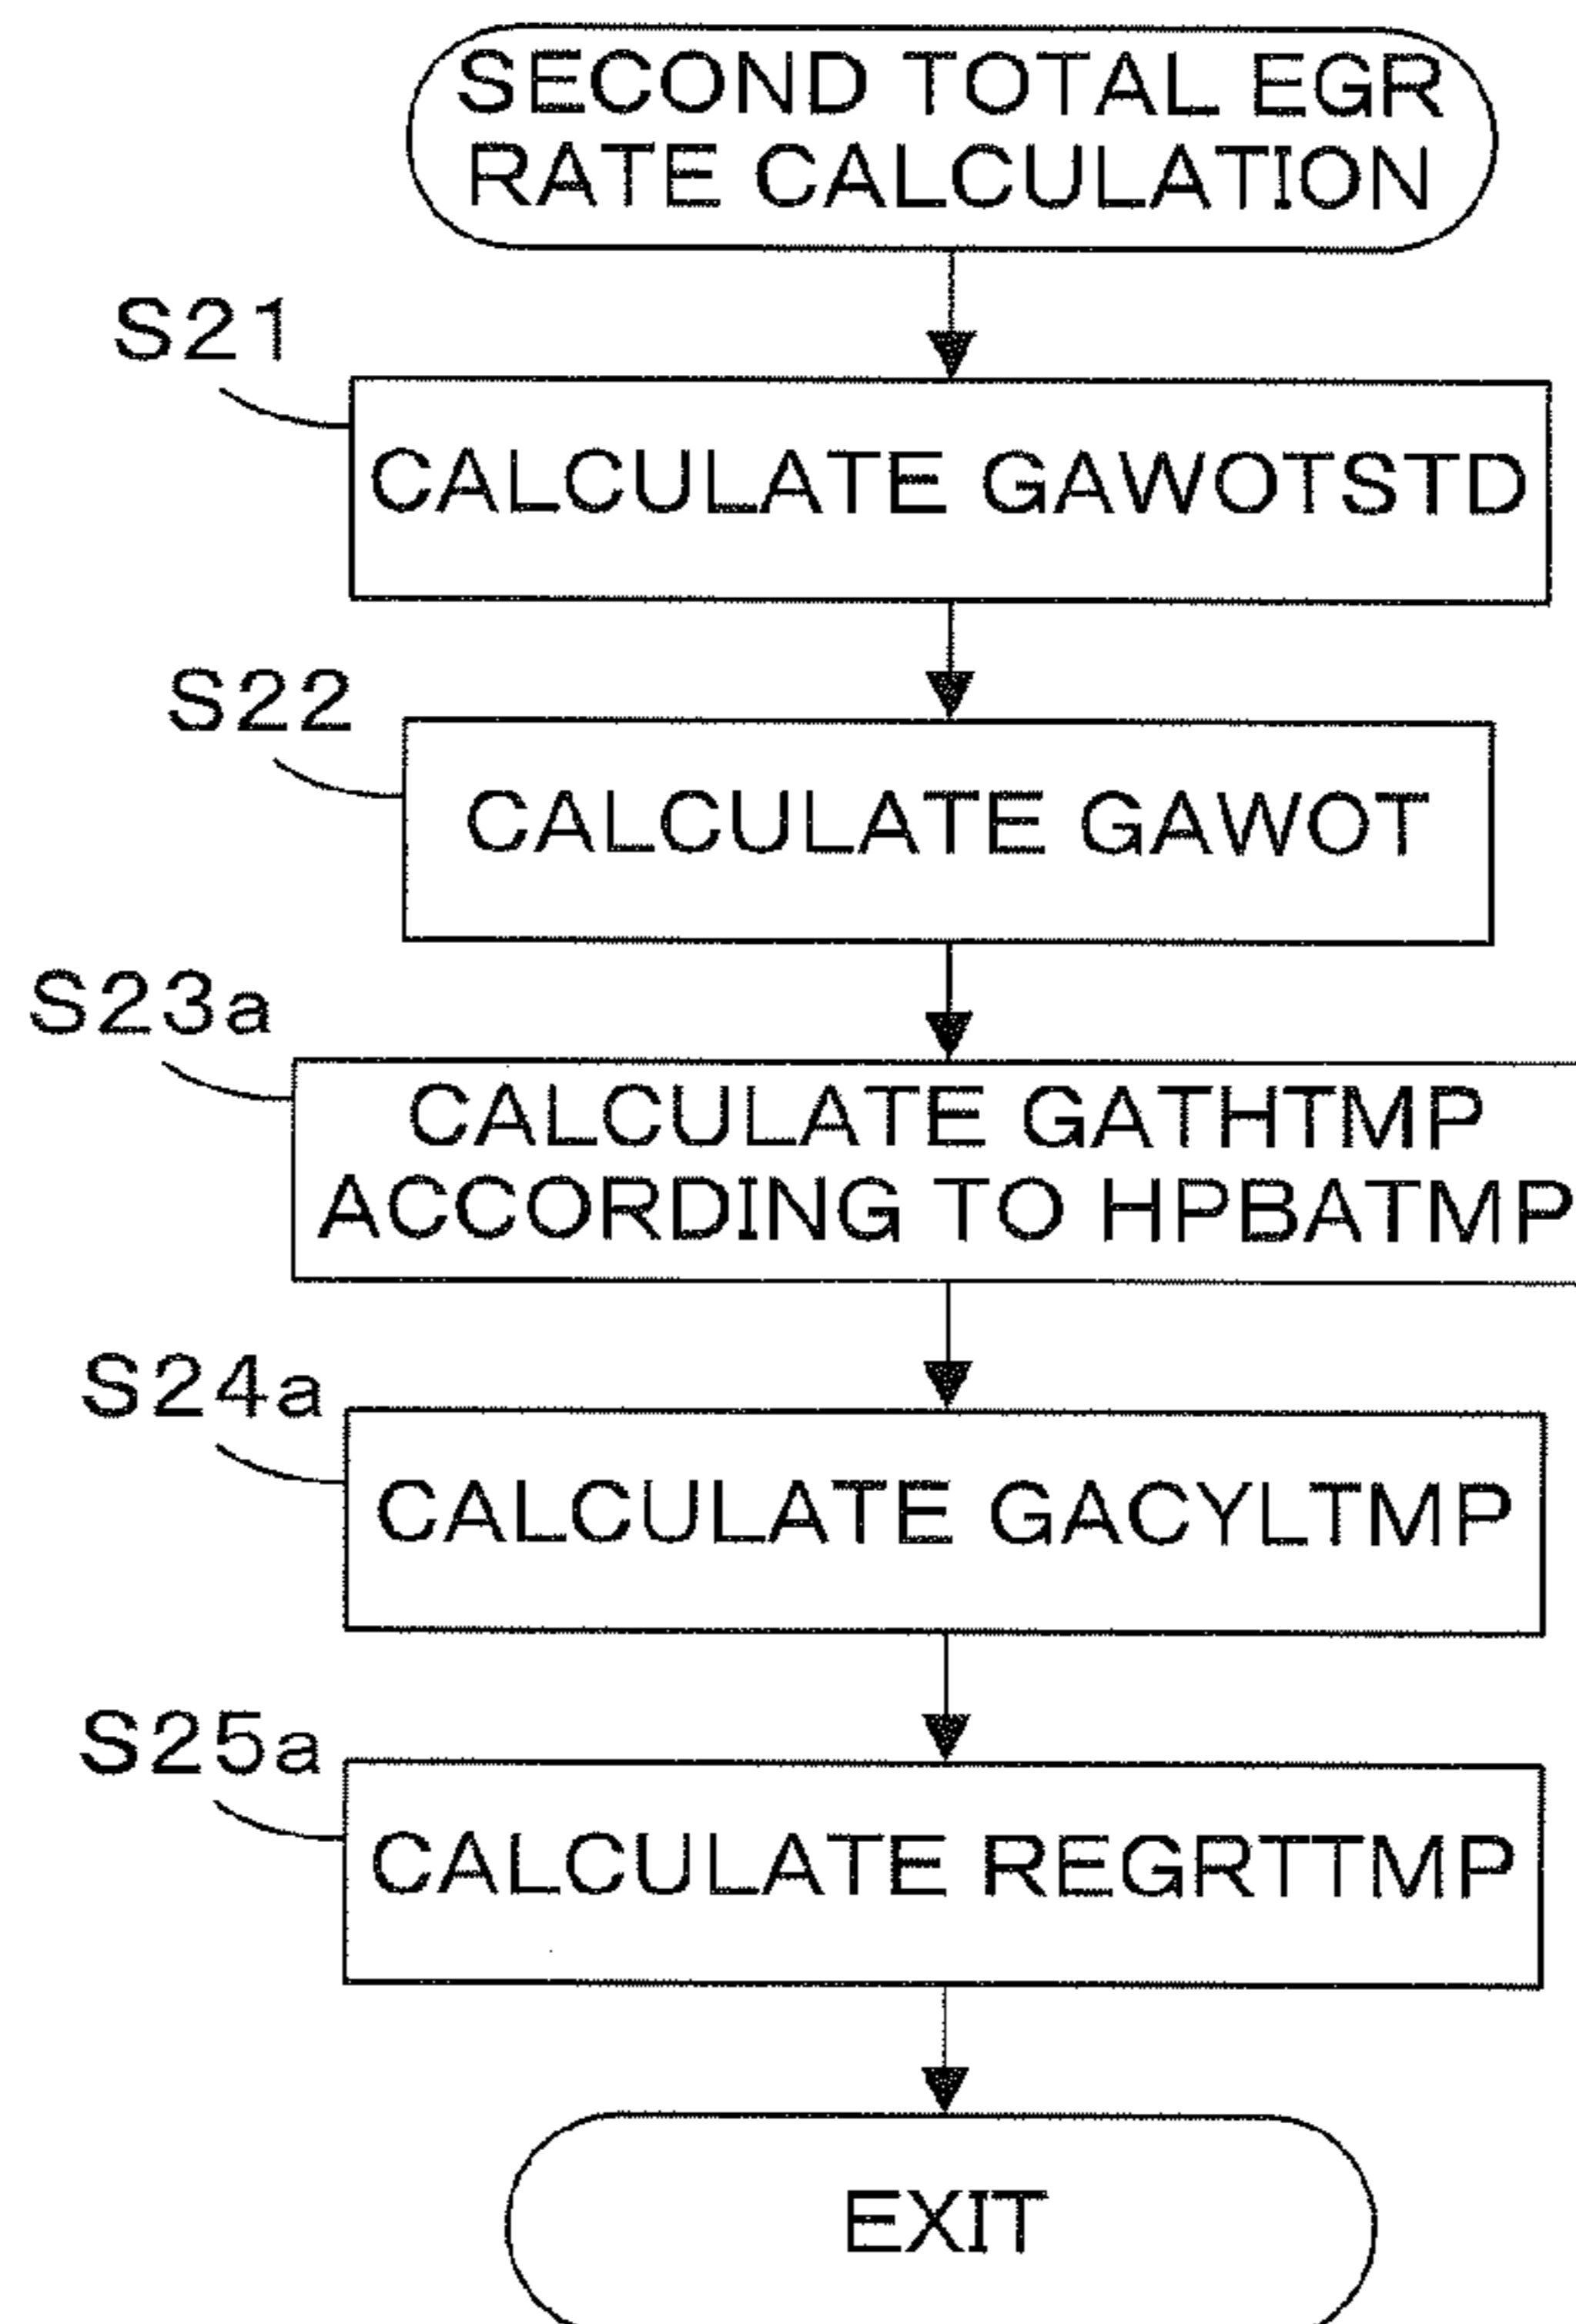 SECOND TOTAL EGR
RATE CALCULATION
S21
CALCULATE GAWOTSTD
S22
CALCULATE GAWOT
S23a
CALCULATE GATHTMP
ACCORDING TO HPBATMP
S24a
CALCULATE GACYLTMP
S25a
CALCULATE REGRTTMP
EXIT